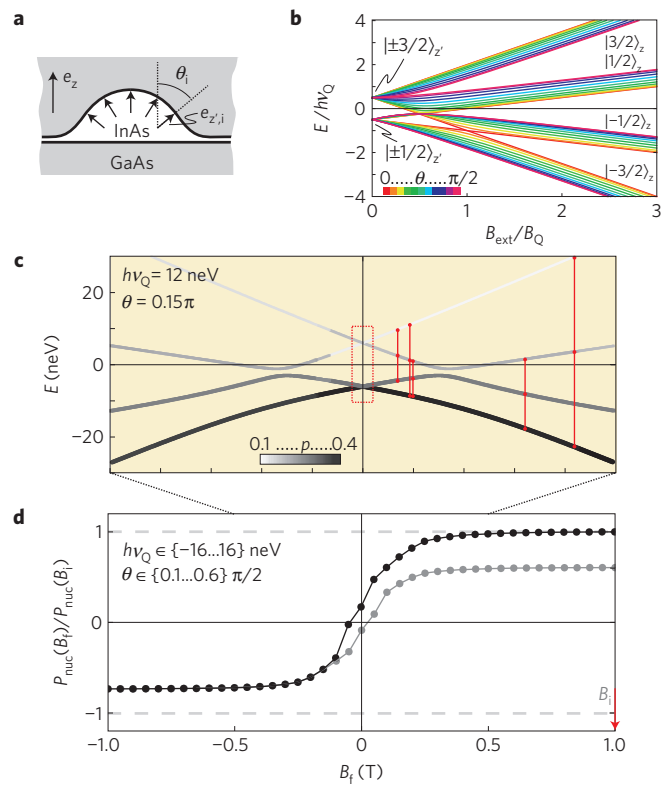 a
e_z
θ_i
e_z',i
InAs
GaAs
b
E/hν_Q
4
2
0
−2
−4
|±3/2⟩_z'
|±1/2⟩_z'
|3/2⟩_z
|1/2⟩_z
|−1/2⟩_z
|−3/2⟩_z
0.....θ.....π/2
0 1 2 3
B_ext/B_Q
c
hν_Q = 12 neV
θ = 0.15π
E (neV)
20
0
−20
0.1 .....p.....0.4
d
hν_Q ∈ {−16...16} neV
θ ∈ {0.1...0.6} π/2
P_nuc(B_f)/P_nuc(B_i)
1
0
−1
B_i
−1.0 −0.5 0 0.5 1.0
B_f (T)